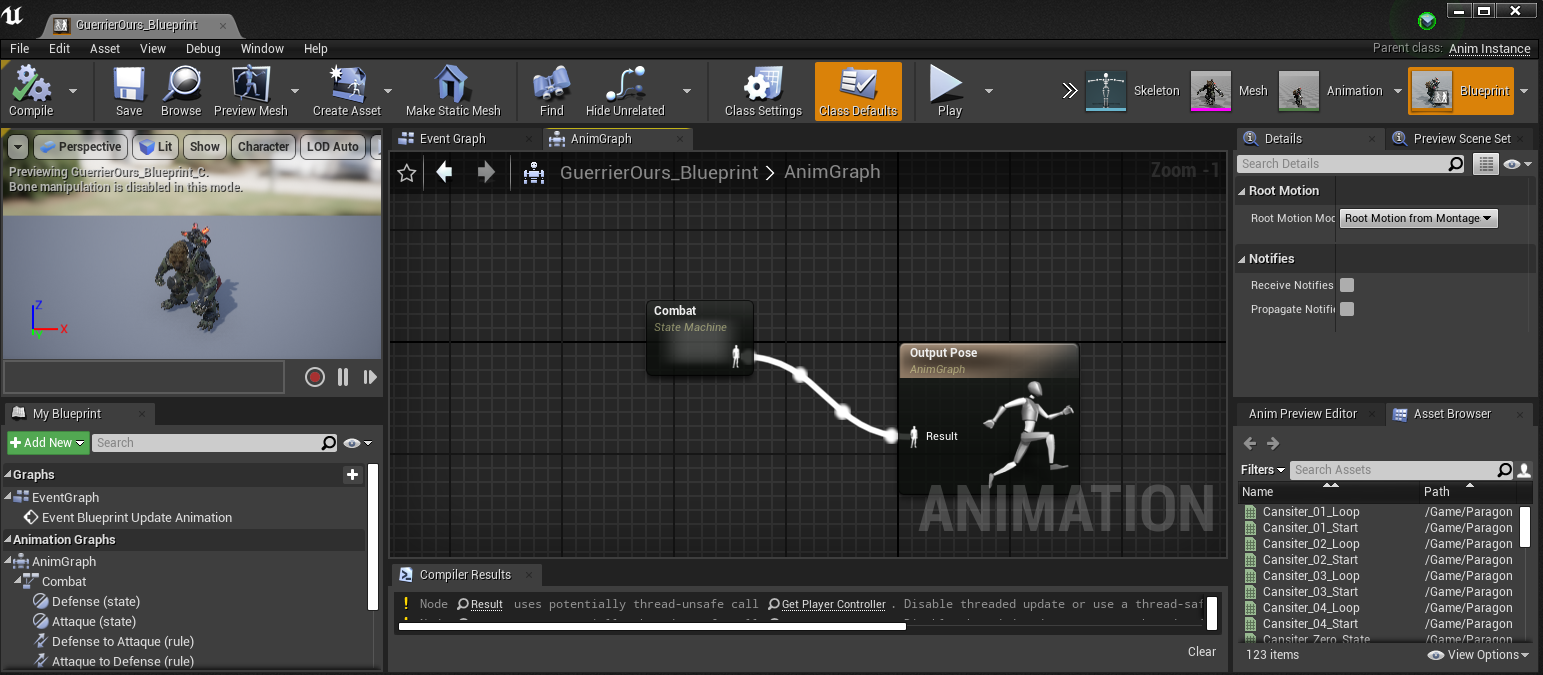 GuerrierOurs_Blueprint
File Edit Asset View Debug Window Help
Parent class: Anim Instance
Compile Save Browse Preview Mesh Create Asset Make Static Mesh Find Hide Unrelated Class Settings Class Defaults Play Skeleton Mesh Animation Blueprint
Perspective Lit Show Character LOD Auto
Previewing GuerrierOurs_Blueprint_C.
Bone manipulation is disabled in this mode.
Z
X
Y
My Blueprint
Add New Search
Graphs
EventGraph
Event Blueprint Update Animation
Animation Graphs
AnimGraph
Combat
Defense (state)
Attaque (state)
Defense to Attaque (rule)
Attaque to Defense (rule)
Event Graph AnimGraph
GuerrierOurs_Blueprint > AnimGraph
Zoom -1
Combat
State Machine
Output Pose
AnimGraph
Result
ANIMATION
Compiler Results
! Node Result uses potentially thread-unsafe call Get Player Controller . Disable threaded update or use a thread-saf
Clear
Details Preview Scene Set
Search Details
Root Motion
Root Motion Mod Root Motion from Montage
Notifies
Receive Notifies
Propagate Notifie
Anim Preview Editor Asset Browser
Filters Search Assets
Name Path
Cansiter_01_Loop /Game/Paragon
Cansiter_01_Start /Game/Paragon
Cansiter_02_Loop /Game/Paragon
Cansiter_02_Start /Game/Paragon
Cansiter_03_Loop /Game/Paragon
Cansiter_03_Start /Game/Paragon
Cansiter_04_Loop /Game/Paragon
Cansiter_04_Start /Game/Paragon
Cansiter_Zero_State /Game/Paragon
123 items View Options